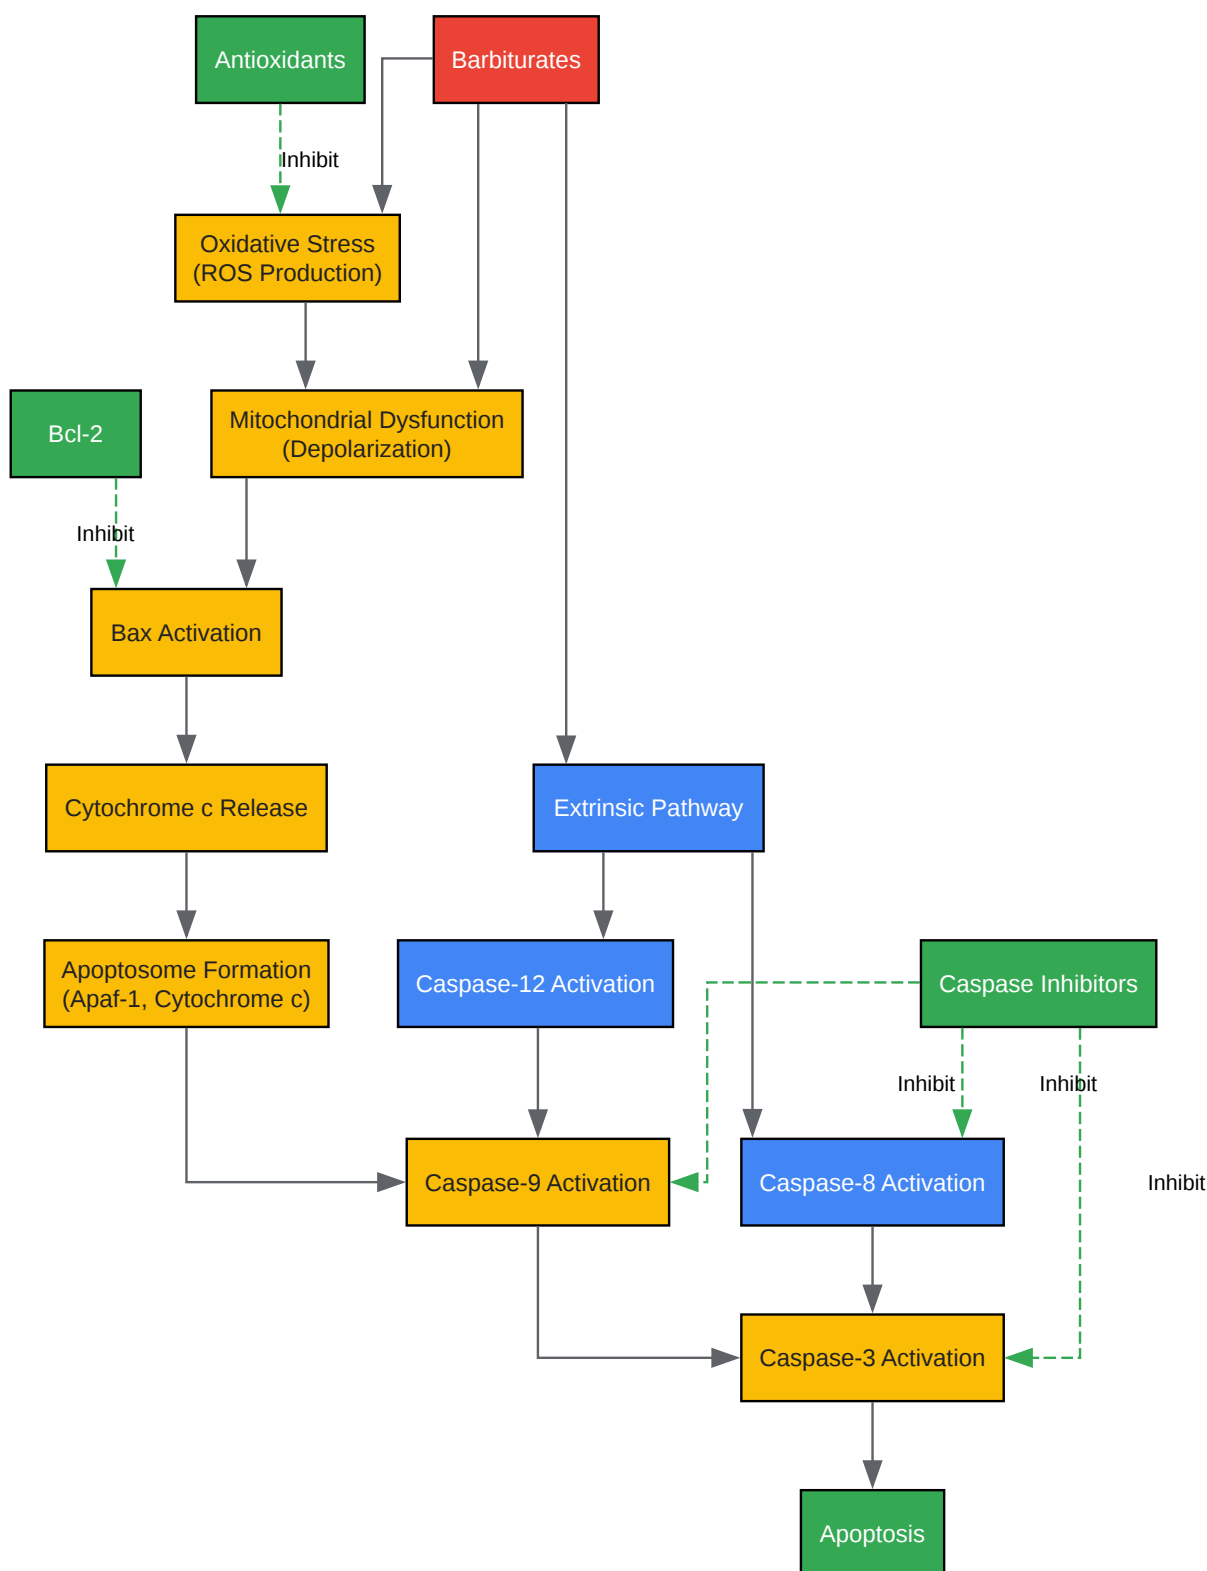 Antioxidants
Barbiturates
Inhibit
Oxidative Stress
(ROS Production)
Bcl-2
Mitochondrial Dysfunction
(Depolarization)
Inhibit
Bax Activation
Cytochrome c Release
Extrinsic Pathway
Apoptosome Formation
(Apaf-1, Cytochrome c)
Caspase-12 Activation
Caspase Inhibitors
Inhibit
Inhibit
Caspase-9 Activation
Caspase-8 Activation
Inhibit
Caspase-3 Activation
Apoptosis